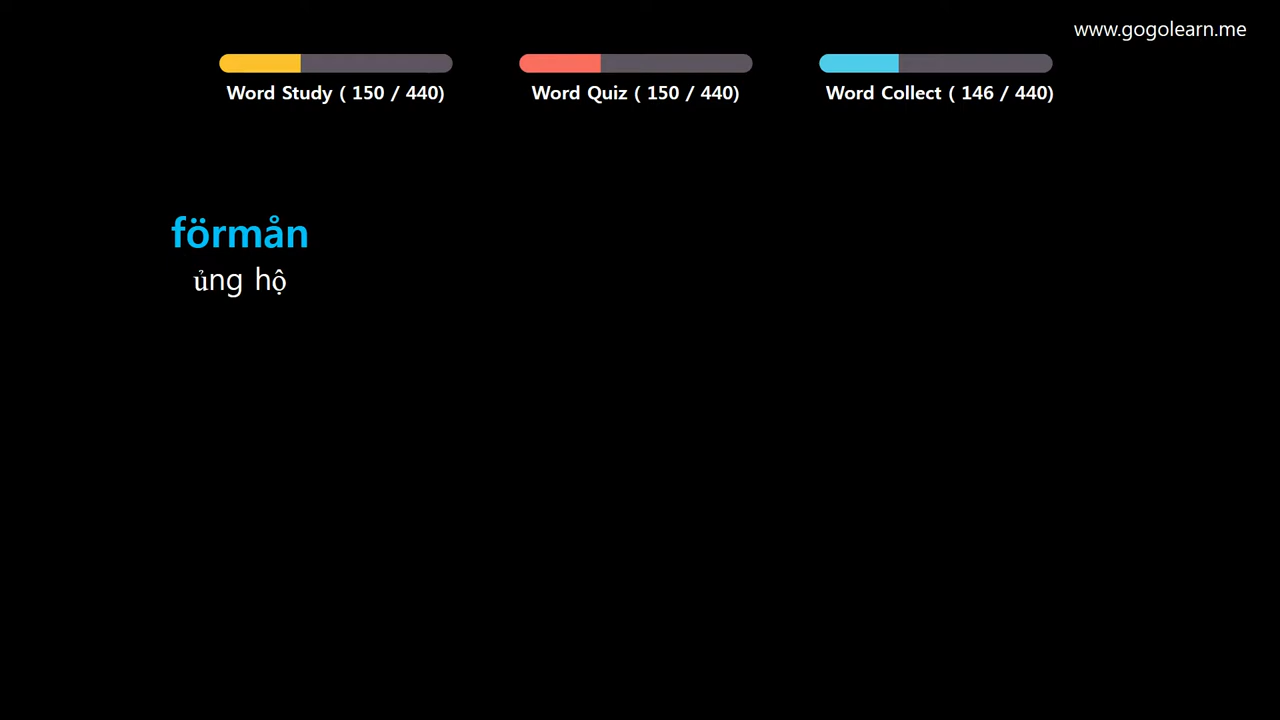 www.gogolearn.me
Word Study ( 150 / 440)
Word Quiz ( 150 / 440)
Word Collect ( 146 / 440)
förmån
ủng hộ